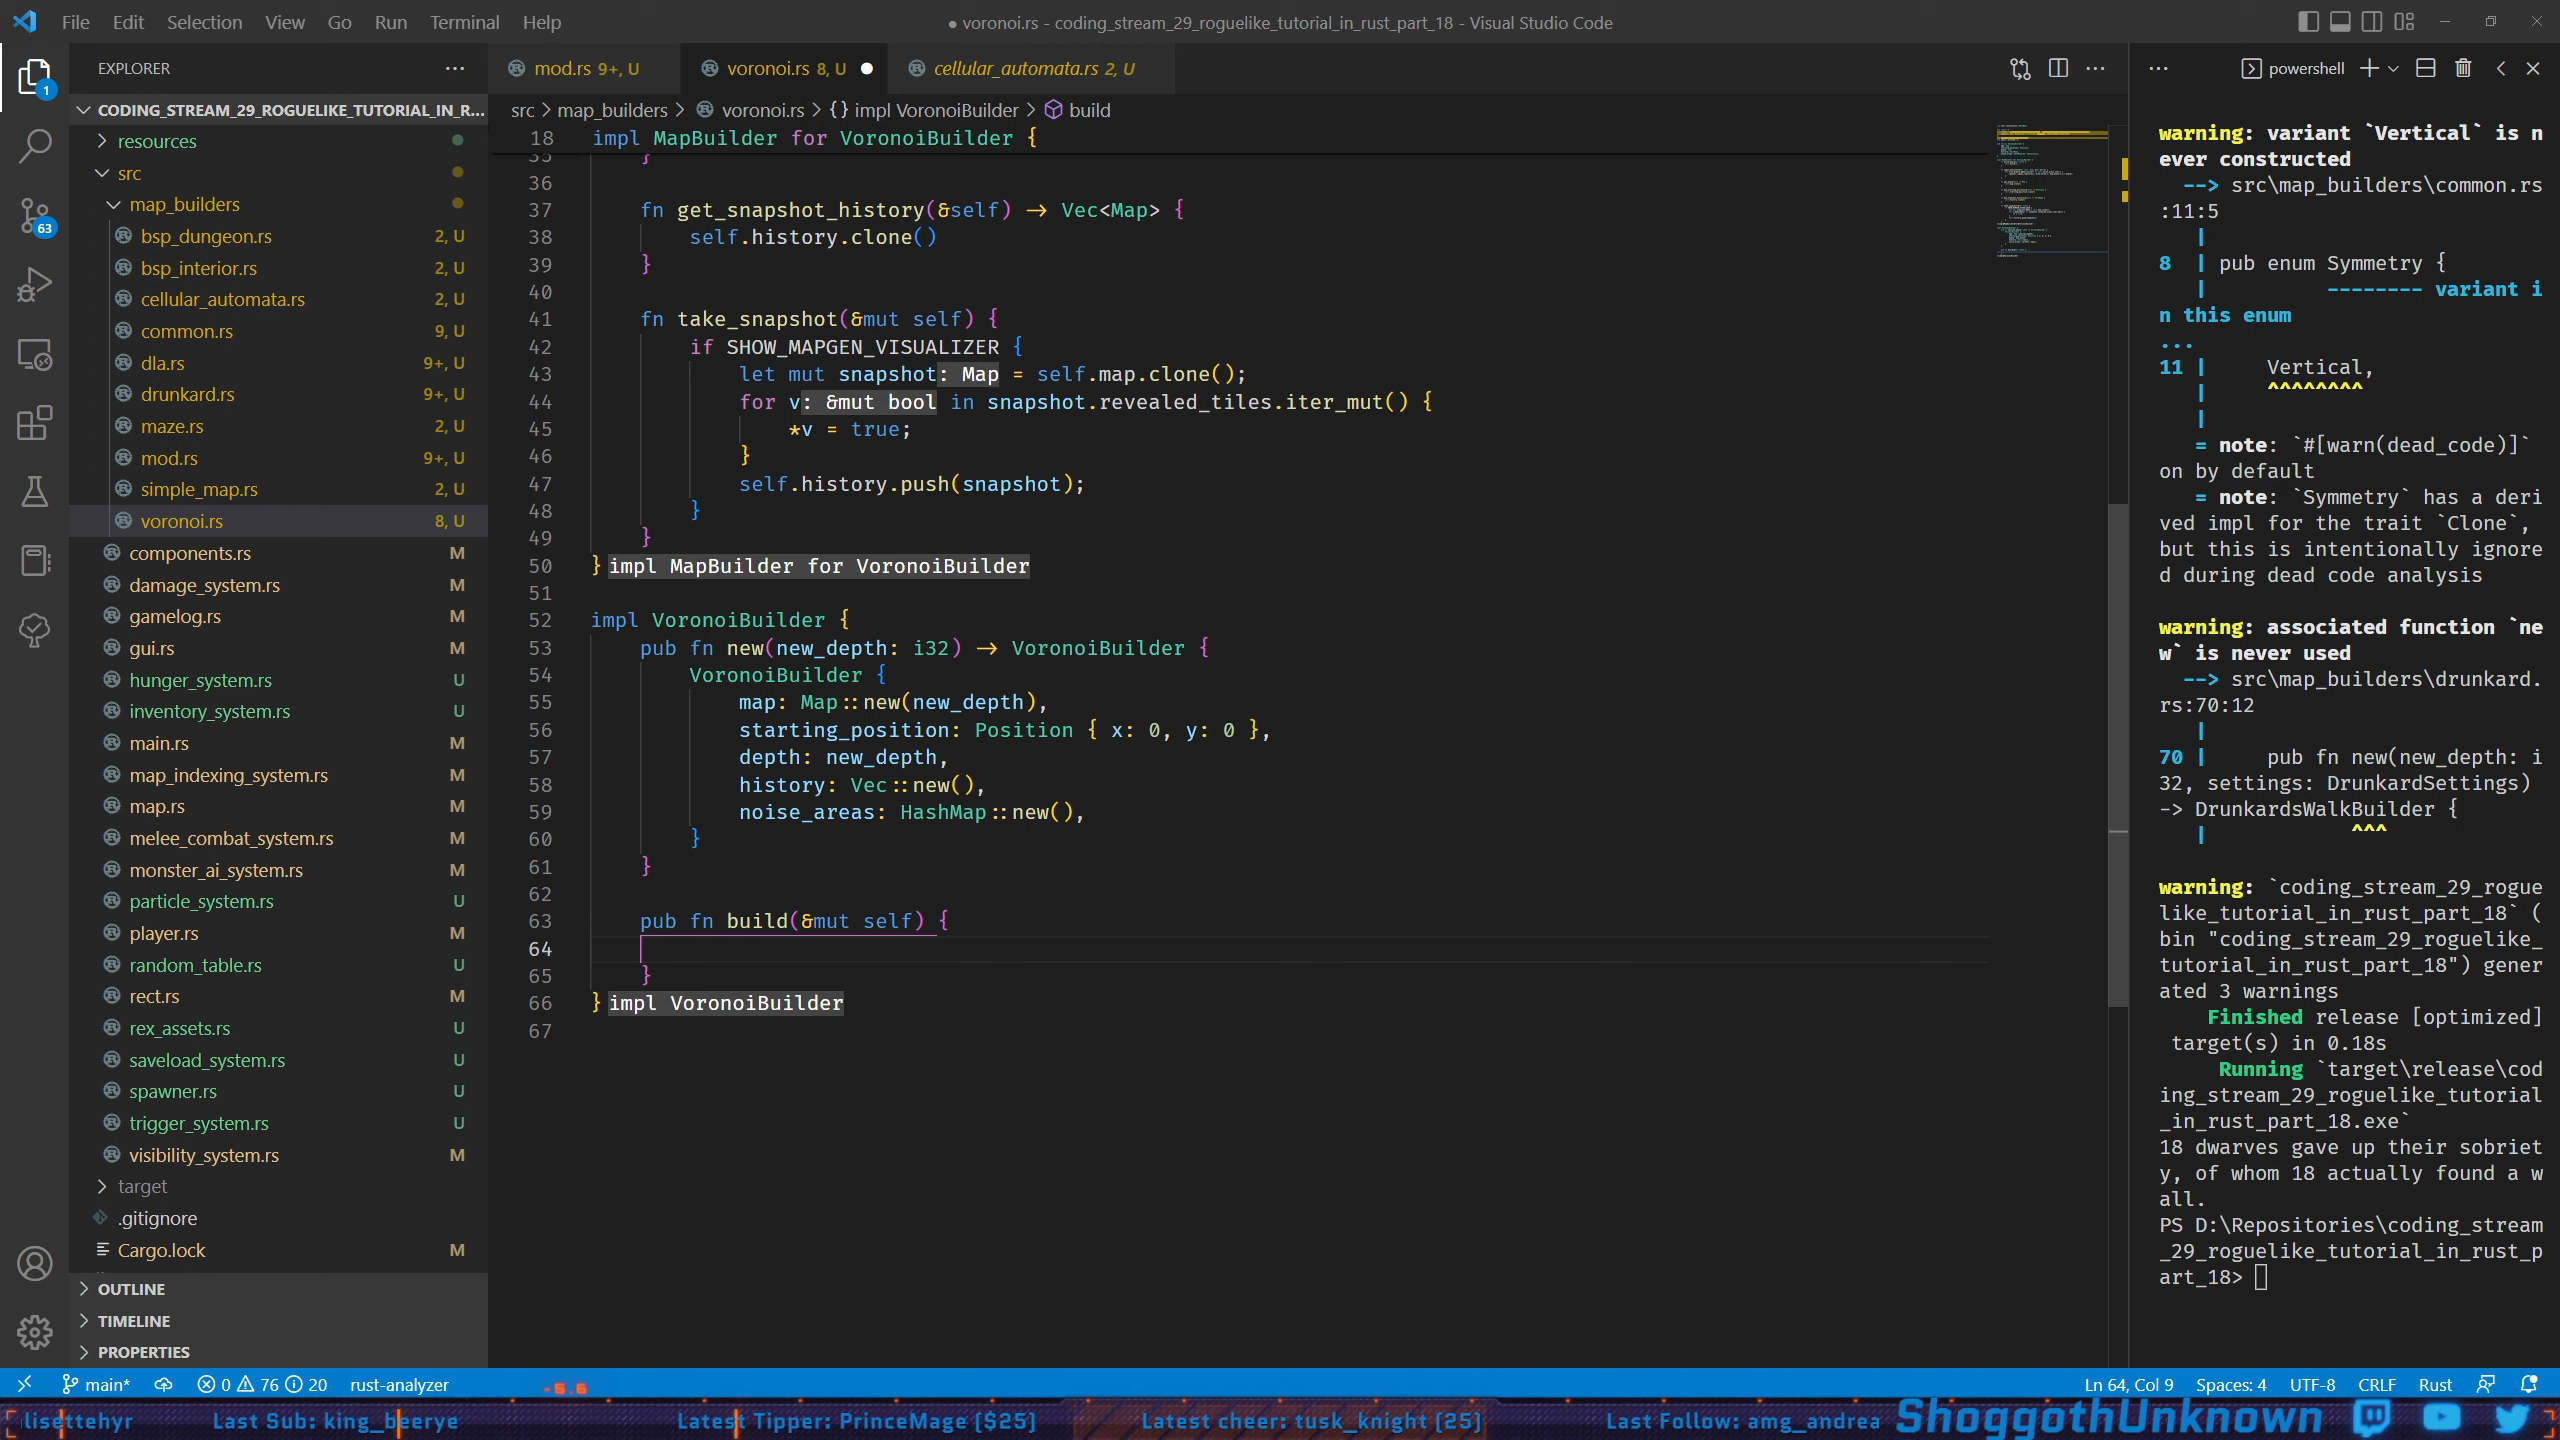 File Edit Selection View Go Run Terminal Help
● voronoi.rs - coding_stream_29_roguelike_tutorial_in_rust_part_18 - Visual Studio Code
EXPLORER
CODING_STREAM_29_ROGUELIKE_TUTORIAL_IN_R...
resources
src
map_builders
bsp_dungeon.rs 2, U
bsp_interior.rs 2, U
cellular_automata.rs 2, U
common.rs 9, U
dla.rs 9+, U
drunkard.rs 9+, U
maze.rs 2, U
mod.rs 9+, U
simple_map.rs 2, U
voronoi.rs 8, U
components.rs M
damage_system.rs M
gamelog.rs M
gui.rs M
hunger_system.rs U
inventory_system.rs U
main.rs M
map_indexing_system.rs M
map.rs M
melee_combat_system.rs M
monster_ai_system.rs M
particle_system.rs U
player.rs M
random_table.rs U
rect.rs M
rex_assets.rs U
saveload_system.rs U
spawner.rs U
trigger_system.rs U
visibility_system.rs M
target
.gitignore
Cargo.lock M
OUTLINE
TIMELINE
PROPERTIES
1
63
mod.rs 9+, U
voronoi.rs 8, U ●
cellular_automata.rs 2, U
src > map_builders > voronoi.rs > {} impl VoronoiBuilder > build
18 impl MapBuilder for VoronoiBuilder {
35 }
36
37 fn get_snapshot_history(&self) → Vec<Map> {
38 self.history.clone()
39 }
40
41 fn take_snapshot(&mut self) {
42 if SHOW_MAPGEN_VISUALIZER {
43 let mut snapshot: Map = self.map.clone();
44 for v: &mut bool in snapshot.revealed_tiles.iter_mut() {
45 *v = true;
46 }
47 self.history.push(snapshot);
48 }
49 }
50 } impl MapBuilder for VoronoiBuilder
51
52 impl VoronoiBuilder {
53 pub fn new(new_depth: i32) → VoronoiBuilder {
54 VoronoiBuilder {
55 map: Map::new(new_depth),
56 starting_position: Position { x: 0, y: 0 },
57 depth: new_depth,
58 history: Vec::new(),
59 noise_areas: HashMap::new(),
60 }
61 }
62
63 pub fn build(&mut self) {
64
65 }
66 } impl VoronoiBuilder
67
powershell
warning: variant `Vertical` is n
ever constructed
--> src\map_builders\common.rs
:11:5
|
8 | pub enum Symmetry {
| -------- variant i
n this enum
...
11 | Vertical,
| ^^^^^^^^
|
= note: `#[warn(dead_code)]`
on by default
= note: `Symmetry` has a deri
ved impl for the trait `Clone`,
but this is intentionally ignore
d during dead code analysis
warning: associated function `ne
w` is never used
--> src\map_builders\drunkard.
rs:70:12
|
70 | pub fn new(new_depth: i
32, settings: DrunkardSettings)
-> DrunkardsWalkBuilder {
| ^^^
warning: `coding_stream_29_rogue
like_tutorial_in_rust_part_18` (
bin "coding_stream_29_roguelike_
tutorial_in_rust_part_18") gener
ated 3 warnings
Finished release [optimized]
target(s) in 0.18s
Running `target\release\cod
ing_stream_29_roguelike_tutorial
_in_rust_part_18.exe`
18 dwarves gave up their sobriet
y, of whom 18 actually found a w
all.
PS D:\Repositories\coding_stream
_29_roguelike_tutorial_in_rust_p
art_18>
main* 0 76 20 rust-analyzer
-6.6
Ln 64, Col 9 Spaces: 4 UTF-8 CRLF Rust
lisettehyr Last Sub: king_beerye Latest Tipper: PrinceMage ($25) Latest cheer: tusk_knight (25) Last Follow: amg_andrea ShoggothUnknown